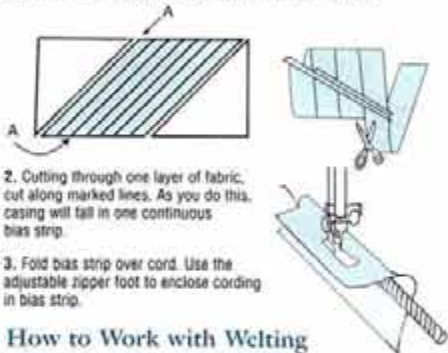 A
A
2. Cutting through one layer of fabric,
cut along marked lines. As you do this,
casing will fall in one continuous
bias strip.
3. Fold bias strip over cord. Use the
adjustable zipper foot to enclose cording
in bias strip.
How to Work with Welting